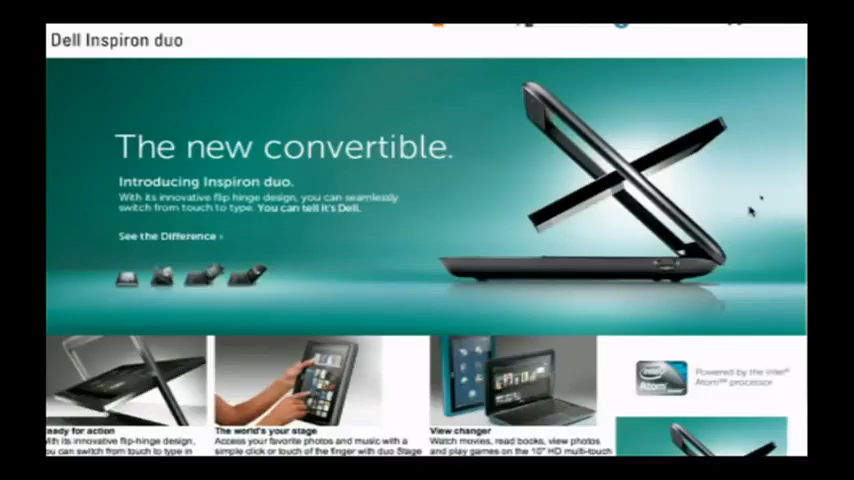 Dell Inspiron duo
The new convertible.
Introducing Inspiron duo.
With its innovative flip hinge design, you can seamlessly
switch from touch to type. You can tell it's Dell.
See the Difference ›
intel
Atom
Powered by the Intel®
Atom™ processor
eady for action
ith its innovative flip-hinge design,
ou can switch from touch to type in
The world's your stage
Access your favorite photos and music with a
simple click or touch of the finger with duo Stage
View changer
Watch movies, read books, view photos
and play games on the 10" HD multi-touch